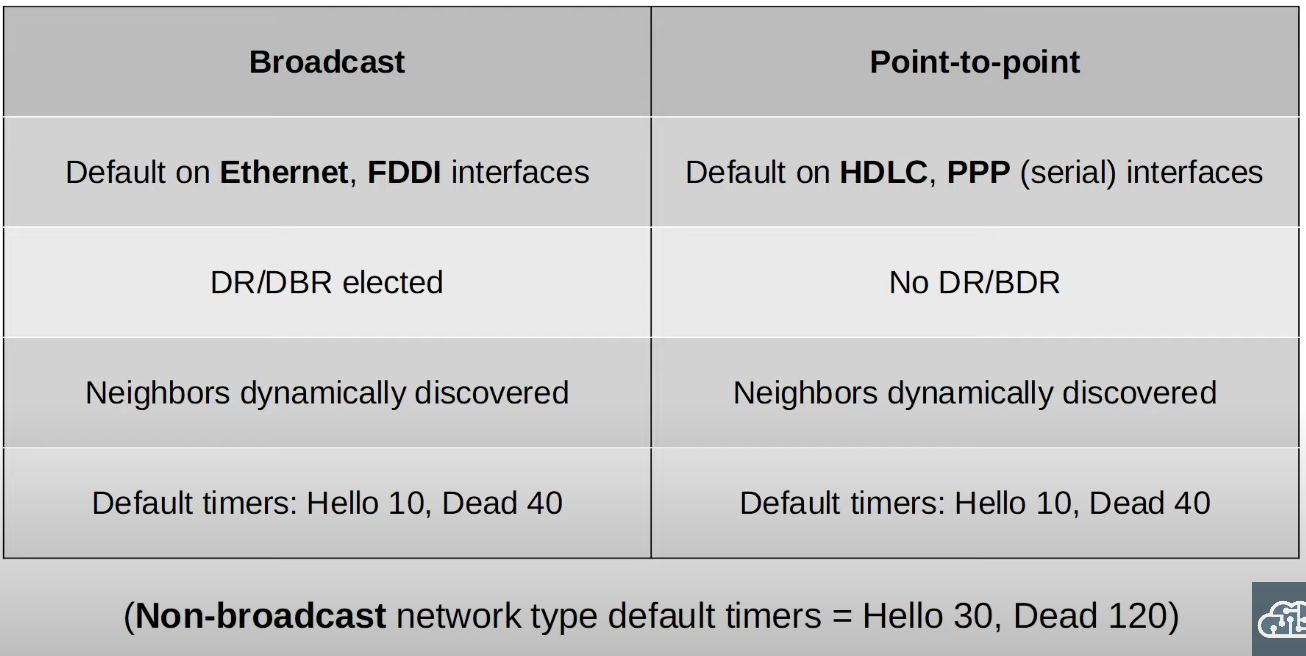 Broadcast
Point-to-point
Default on Ethernet, FDDI interfaces
Default on HDLC, PPP (serial) interfaces
DR/DBR elected
No DR/BDR
Neighbors dynamically discovered
Neighbors dynamically discovered
Default timers: Hello 10, Dead 40
Default timers: Hello 10, Dead 40
(Non-broadcast network type default timers = Hello 30, Dead 120)